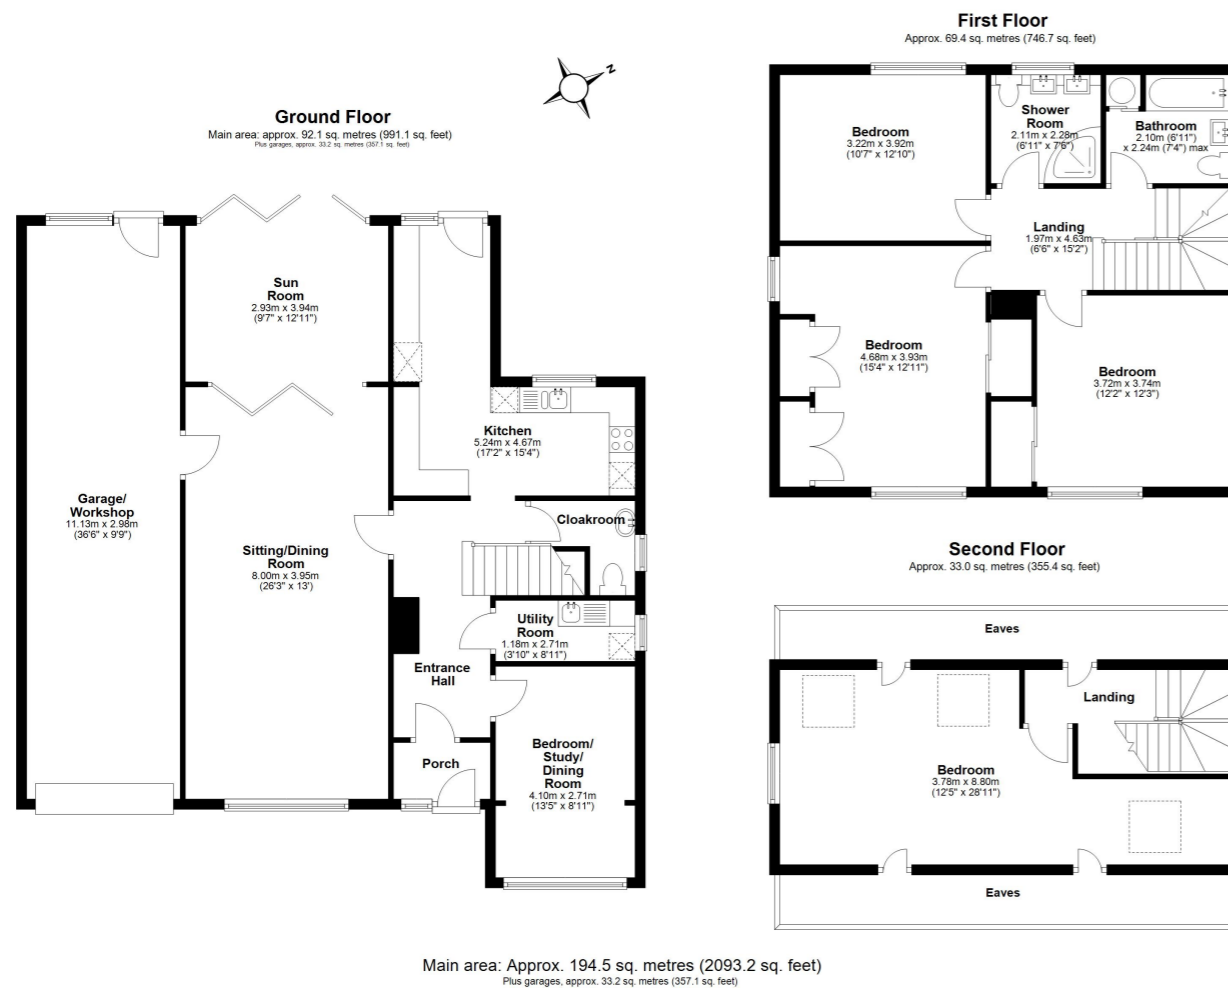 First Floor
Approx. 69.4 sq. metres (746.7 sq. feet)
Bedroom
3.22m x 3.92m
(10'7" x 12'10")
Shower
Room
2.11m x 2.28m
(6'11" x 7'6")
Bathroom
2.10m (6'11")
x 2.24m (7'4") max
Landing
1.97m x 4.63m
(6'6" x 15'2")
Bedroom
4.68m x 3.93m
(15'4" x 12'11")
Bedroom
3.72m x 3.74m
(12'2" x 12'3")
N
Ground Floor
Main area: approx. 92.1 sq. metres (991.1 sq. feet)
Plus garages, approx. 33.2 sq. metres (357.1 sq. feet)
Sun
Room
2.93m x 3.94m
(9'7" x 12'11")
Kitchen
5.24m x 4.67m
(17'2" x 15'4")
Garage/
Workshop
11.13m x 2.98m
(36'6" x 9'9")
Sitting/Dining
Room
8.00m x 3.95m
(26'3" x 13')
Cloakroom
Utility
Room
1.18m x 2.71m
(3'10" x 8'11")
Entrance
Hall
Porch
Bedroom/
Study/
Dining
Room
4.10m x 2.71m
(13'5" x 8'11")
Second Floor
Approx. 33.0 sq. metres (355.4 sq. feet)
Eaves
Landing
Bedroom
3.78m x 8.80m
(12'5" x 28'11")
Eaves
Main area: Approx. 194.5 sq. metres (2093.2 sq. feet)
Plus garages, approx. 33.2 sq. metres (357.1 sq. feet)